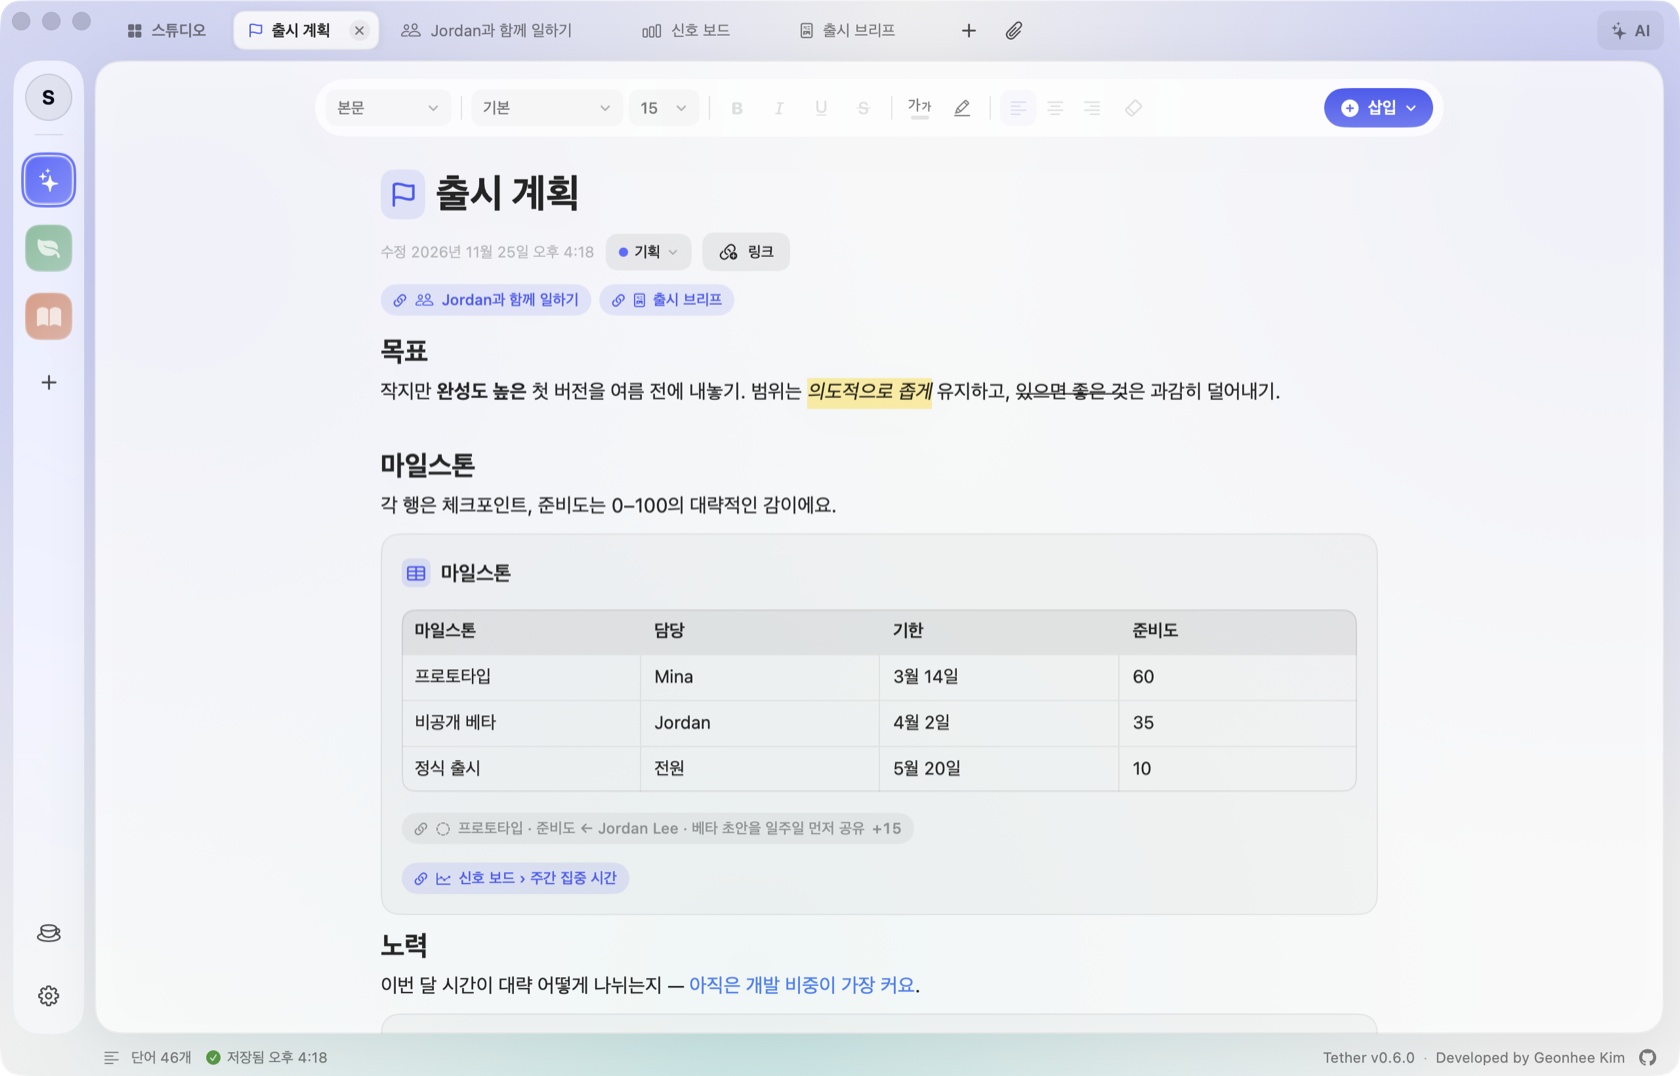 스튜디오
출시 계획
Jordan과 함께 일하기
신호 보드
출시 브리프
AI
S
본문
기본
15
B
I
U
S
가가
삽입
출시 계획
수정 2026년 11월 25일 오후 4:18
기획
링크
Jordan과 함께 일하기
출시 브리프
목표
작지만 완성도 높은 첫 버전을 여름 전에 내놓기. 범위는 의도적으로 좁게 유지하고, 있으면 좋은 것은 과감히 덜어내기.
마일스톤
각 행은 체크포인트, 준비도는 0–100의 대략적인 감이에요.
마일스톤
마일스톤 담당 기한 준비도
프로토타입 Mina 3월 14일 60
비공개 베타 Jordan 4월 2일 35
정식 출시 전원 5월 20일 10
프로토타입 · 준비도 ← Jordan Lee · 베타 초안을 일주일 먼저 공유 +15
신호 보드 › 주간 집중 시간
노력
이번 달 시간이 대략 어떻게 나뉘는지 — 아직은 개발 비중이 가장 커요.
단어 46개
저장됨 오후 4:18
Tether v0.6.0 · Developed by Geonhee Kim